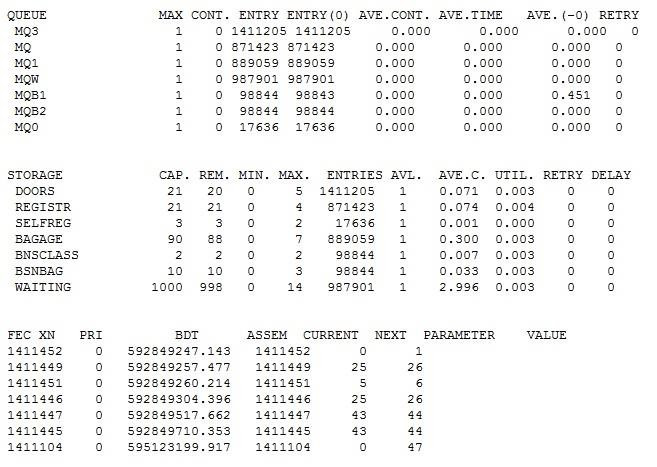 QUEUE MAX CONT. ENTRY ENTRY(0) AVE.CONT. AVE.TIME AVE.(-0) RETRY
MQ3 1 0 1411205 1411205 0.000 0.000 0.000 0
MQ 1 0 871423 871423 0.000 0.000 0.000 0
MQ1 1 0 889059 889059 0.000 0.000 0.000 0
MQW 1 0 987901 987901 0.000 0.000 0.000 0
MQB1 1 0 98844 98843 0.000 0.000 0.451 0
MQB2 1 0 98844 98844 0.000 0.000 0.000 0
MQ0 1 0 17636 17636 0.000 0.000 0.000 0
STORAGE CAP. REM. MIN. MAX. ENTRIES AVL. AVE.C. UTIL. RETRY DELAY
DOORS 21 20 0 5 1411205 1 0.071 0.003 0 0
REGISTR 21 21 0 4 871423 1 0.074 0.004 0 0
SELFREG 3 3 0 2 17636 1 0.001 0.000 0 0
BAGAGE 90 88 0 7 889059 1 0.300 0.003 0 0
BNSCLASS 2 2 0 2 98844 1 0.007 0.003 0 0
BSNBAG 10 10 0 3 98844 1 0.033 0.003 0 0
WAITING 1000 998 0 14 987901 1 2.996 0.003 0 0
FEC XN PRI BDT ASSEM CURRENT NEXT PARAMETER VALUE
1411452 0 592849247.143 1411452 0 1
1411449 0 592849257.477 1411449 25 26
1411451 0 592849260.214 1411451 5 6
1411446 0 592849304.396 1411446 25 26
1411447 0 592849517.662 1411447 43 44
1411445 0 592849710.353 1411445 43 44
1411104 0 595123199.917 1411104 0 47